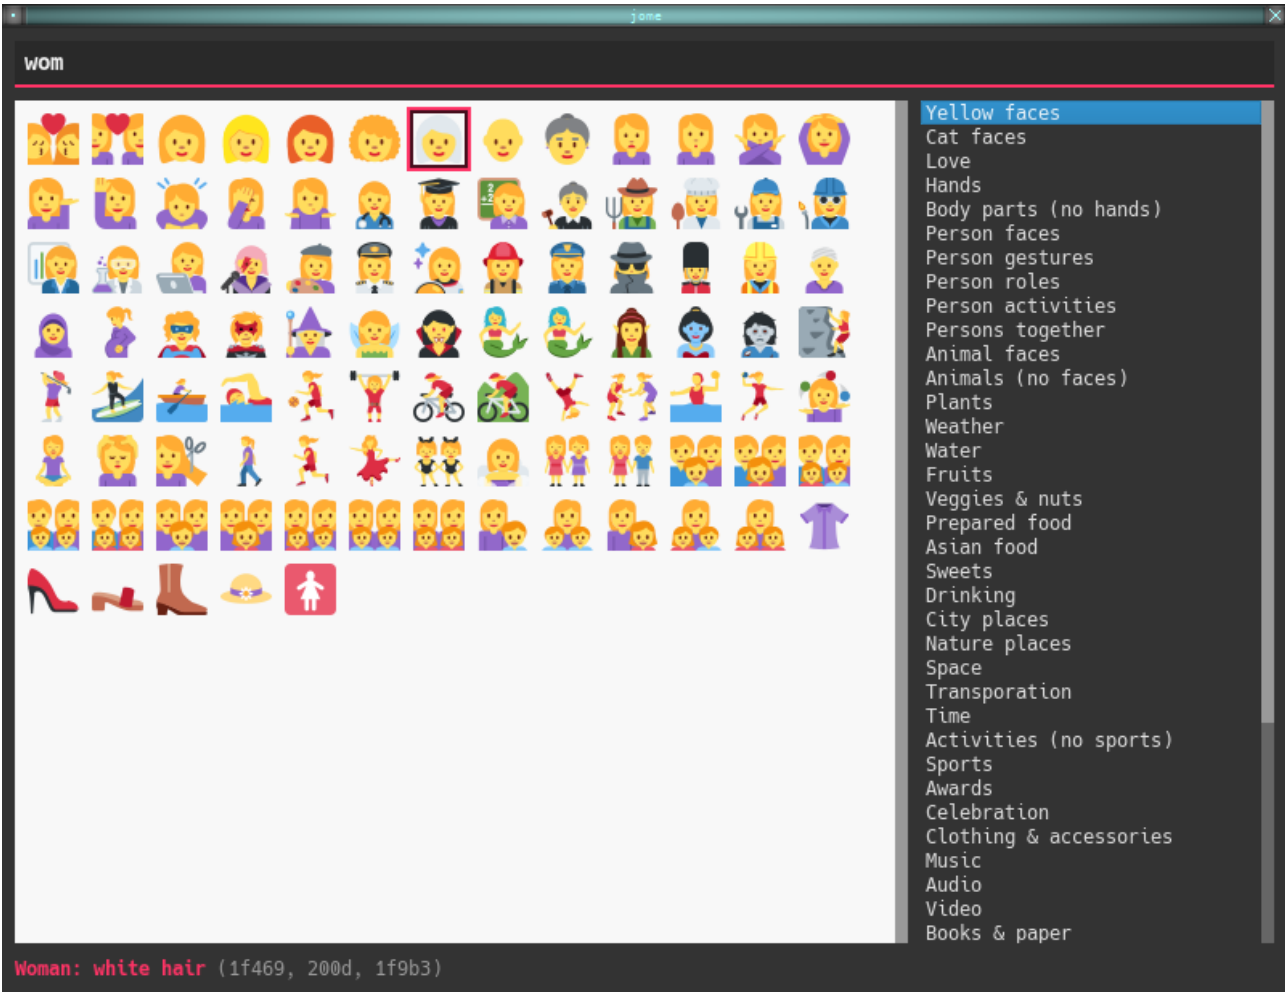 jome
wom
Yellow faces
Cat faces
Love
Hands
Body parts (no hands)
Person faces
Person gestures
Person roles
Person activities
Persons together
Animal faces
Animals (no faces)
Plants
Weather
Water
Fruits
Veggies & nuts
Prepared food
Asian food
Sweets
Drinking
City places
Nature places
Space
Transporation
Time
Activities (no sports)
Sports
Awards
Celebration
Clothing & accessories
Music
Audio
Video
Books & paper
Woman: white hair (1f469, 200d, 1f9b3)